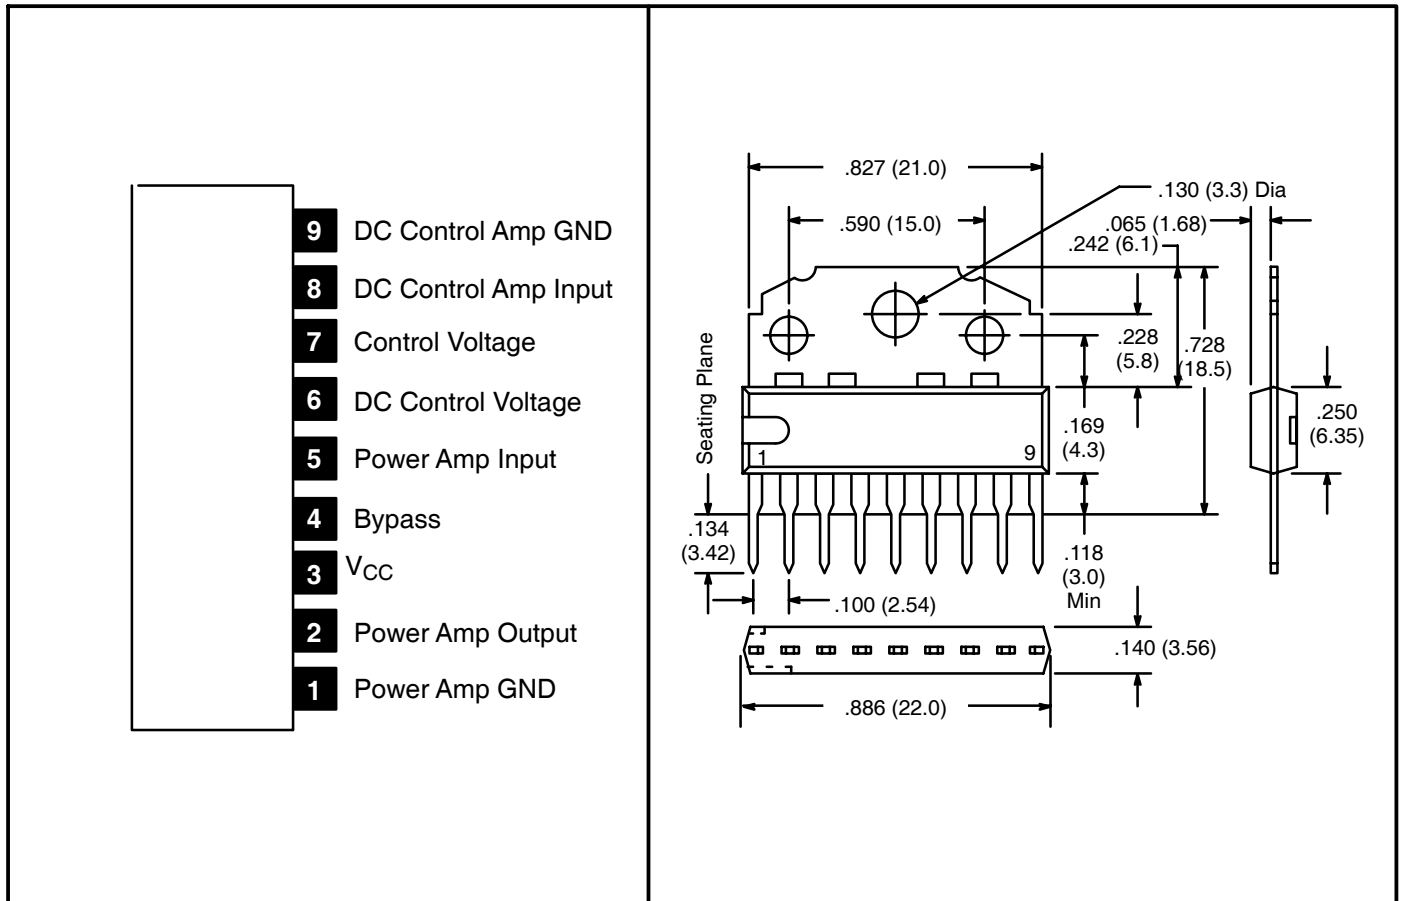 9 DC Control Amp GND
8 DC Control Amp Input
7 Control Voltage
6 DC Control Voltage
5 Power Amp Input
4 Bypass
3 VCC
2 Power Amp Output
1 Power Amp GND
.827 (21.0)
.130 (3.3) Dia
.590 (15.0)
.065 (1.68)
.242 (6.1)
Seating Plane
.228
(5.8)
.728
(18.5)
.169
(4.3)
.250
(6.35)
1
9
.134
(3.42)
.118
(3.0)
Min
.100 (2.54)
.140 (3.56)
.886 (22.0)